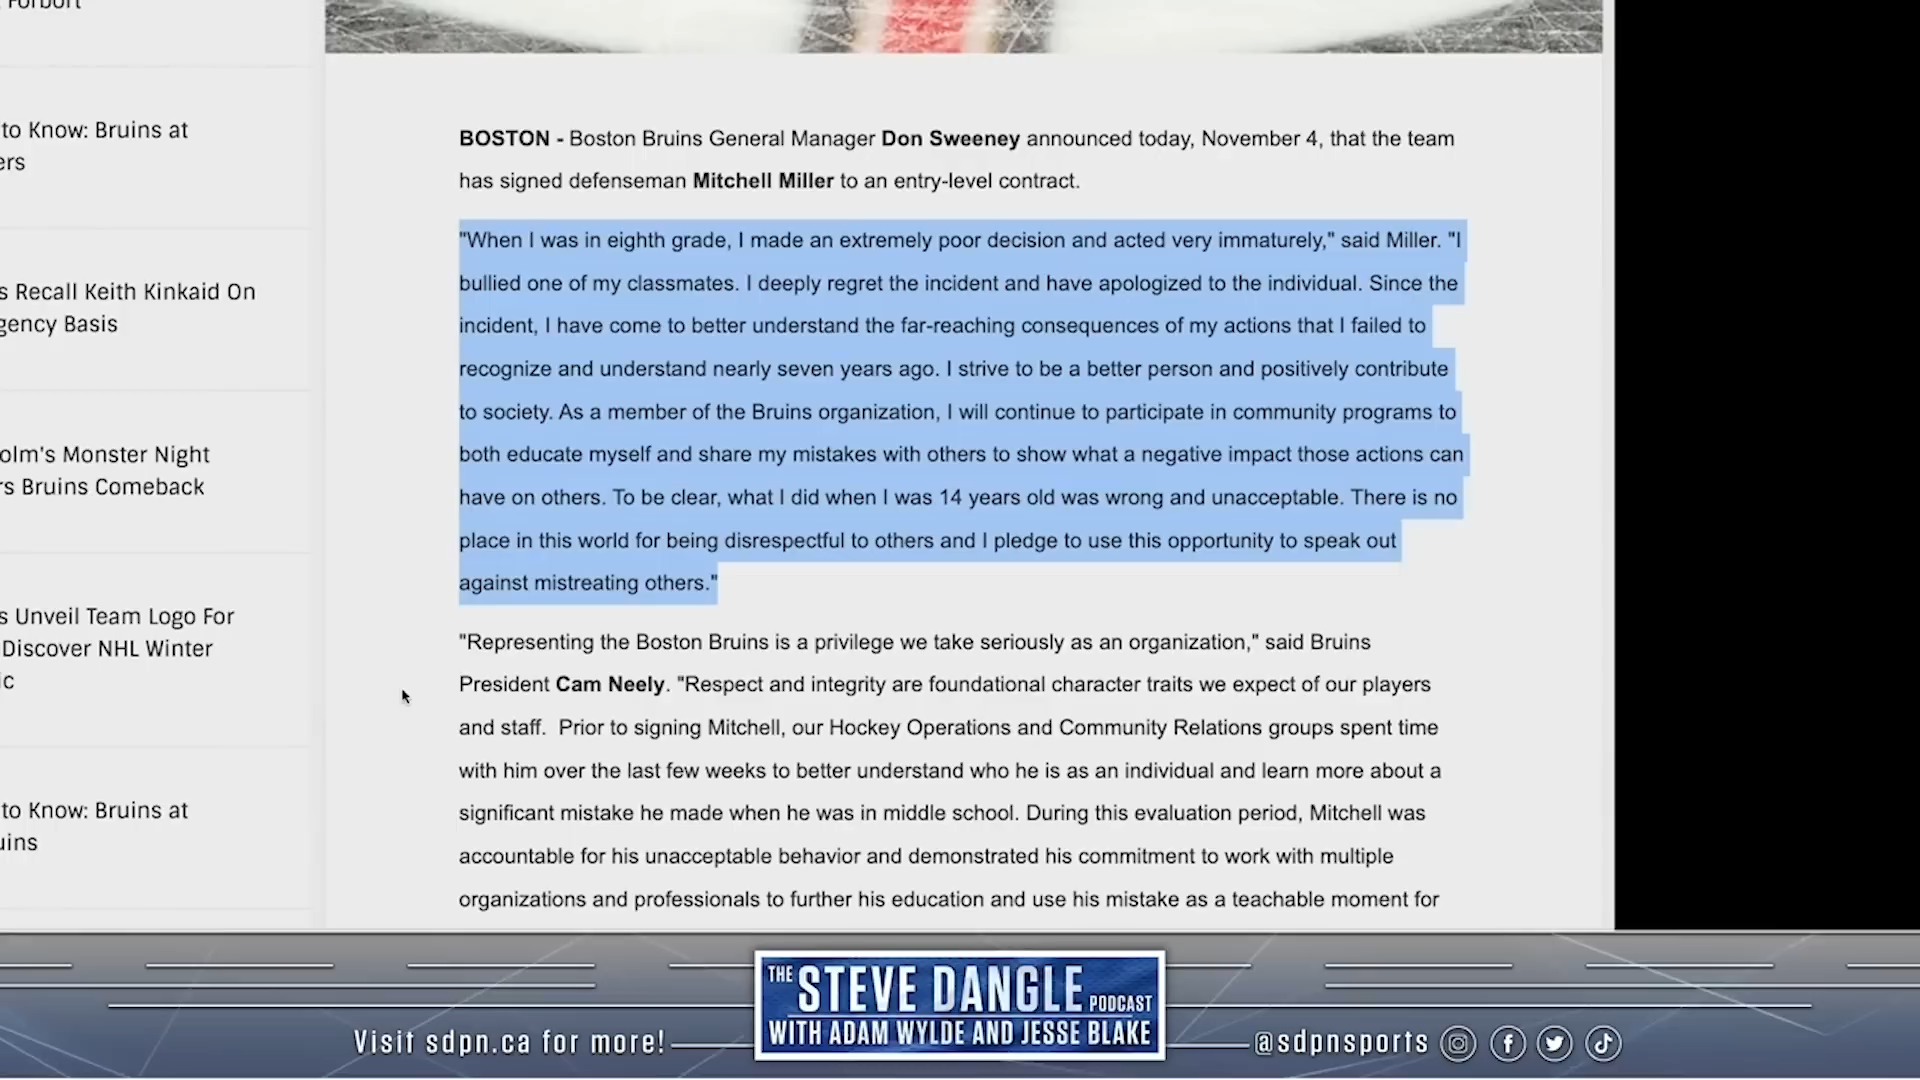 Forbort
to Know: Bruins at
ers
s Recall Keith Kinkaid On
gency Basis
olm's Monster Night
rs Bruins Comeback
s Unveil Team Logo For
Discover NHL Winter
ic
to Know: Bruins at
uins
BOSTON - Boston Bruins General Manager Don Sweeney announced today, November 4, that the team
has signed defenseman Mitchell Miller to an entry-level contract.
"When I was in eighth grade, I made an extremely poor decision and acted very immaturely," said Miller. "I
bullied one of my classmates. I deeply regret the incident and have apologized to the individual. Since the
incident, I have come to better understand the far-reaching consequences of my actions that I failed to
recognize and understand nearly seven years ago. I strive to be a better person and positively contribute
to society. As a member of the Bruins organization, I will continue to participate in community programs to
both educate myself and share my mistakes with others to show what a negative impact those actions can
have on others. To be clear, what I did when I was 14 years old was wrong and unacceptable. There is no
place in this world for being disrespectful to others and I pledge to use this opportunity to speak out
against mistreating others."
"Representing the Boston Bruins is a privilege we take seriously as an organization," said Bruins
President Cam Neely. "Respect and integrity are foundational character traits we expect of our players
and staff.  Prior to signing Mitchell, our Hockey Operations and Community Relations groups spent time
with him over the last few weeks to better understand who he is as an individual and learn more about a
significant mistake he made when he was in middle school. During this evaluation period, Mitchell was
accountable for his unacceptable behavior and demonstrated his commitment to work with multiple
organizations and professionals to further his education and use his mistake as a teachable moment for
THE STEVE DANGLE PODCAST
WITH ADAM WYLDE AND JESSE BLAKE
Visit sdpn.ca for more!
@sdpnsports